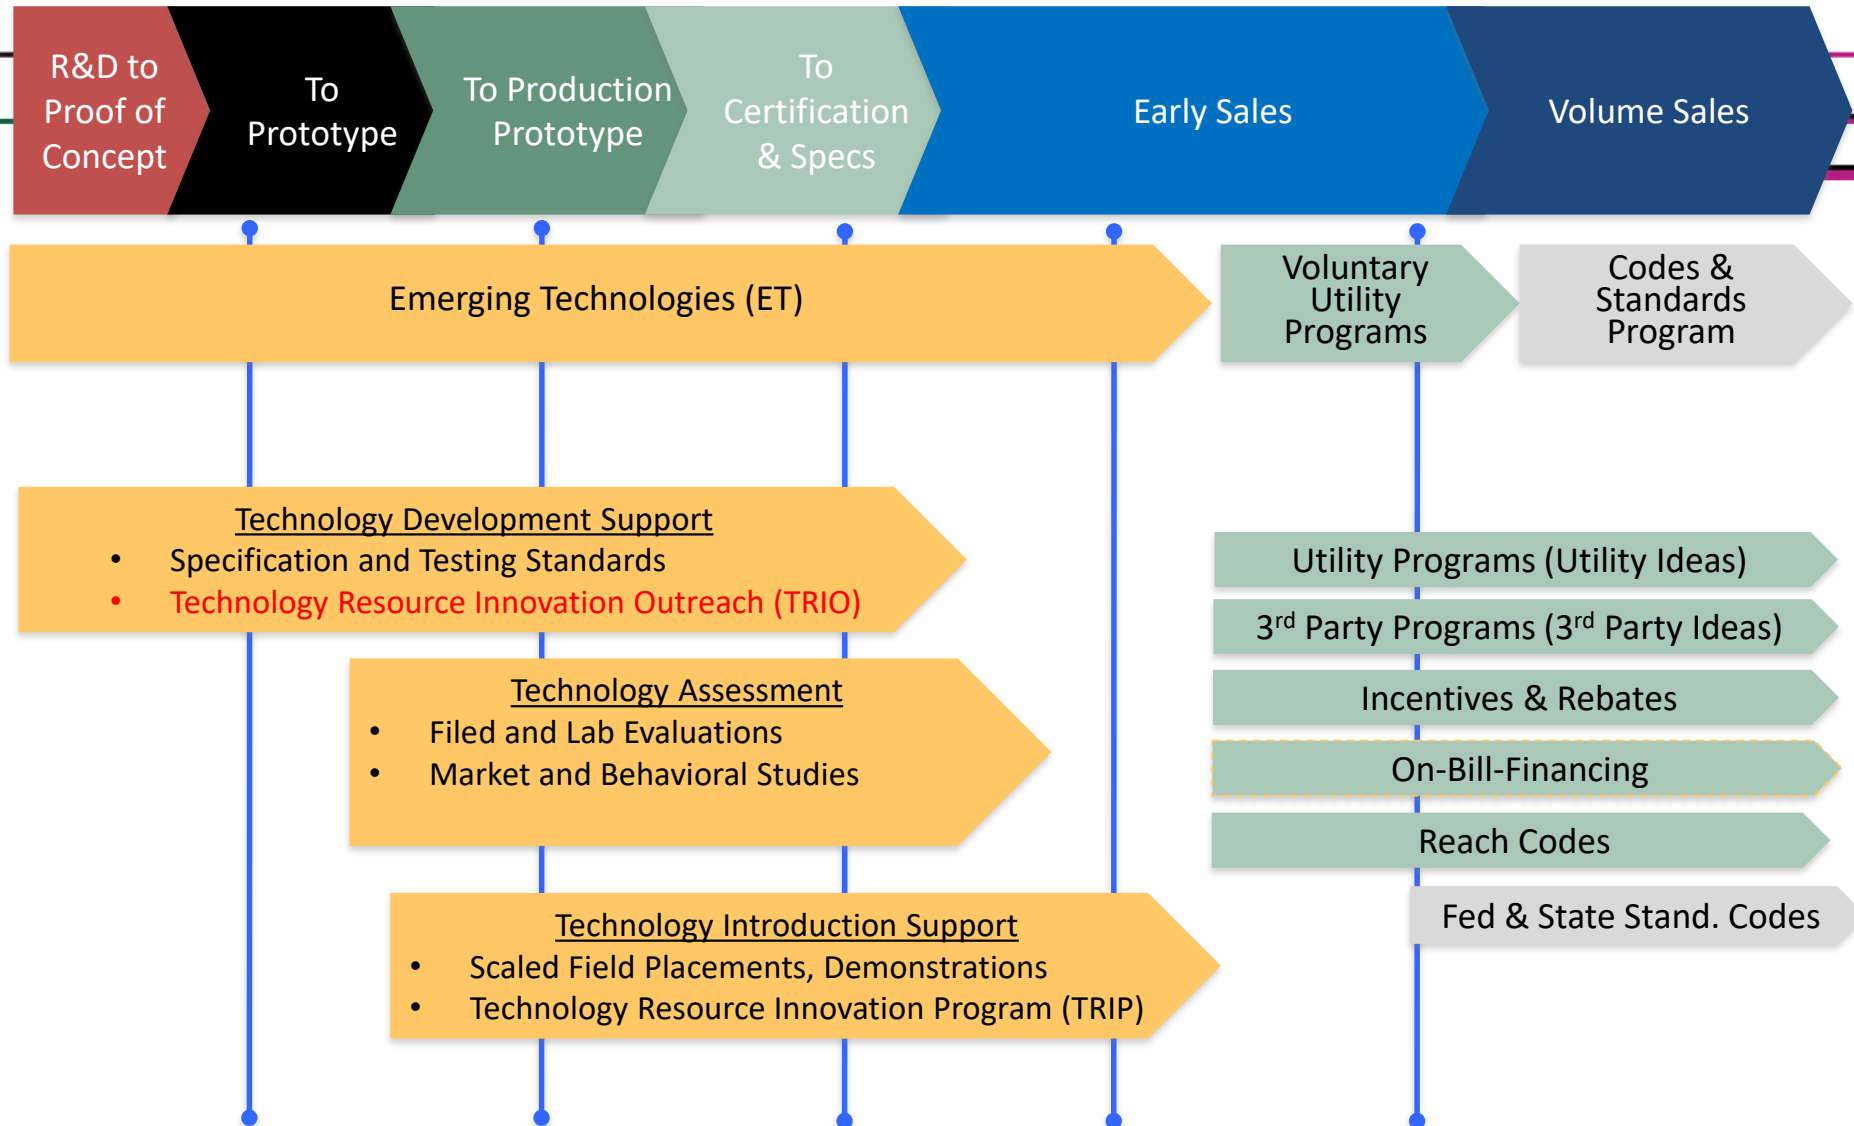 R&D to
Proof of
Concept
To
Prototype
To Production
Prototype
To
Certification
& Specs
Early Sales
Volume Sales
Emerging Technologies (ET)
Voluntary
Utility
Programs
Codes &
Standards
Program
Technology Development Support
• Specification and Testing Standards
• Technology Resource Innovation Outreach (TRIO)
Technology Assessment
• Filed and Lab Evaluations
• Market and Behavioral Studies
Technology Introduction Support
• Scaled Field Placements, Demonstrations
• Technology Resource Innovation Program (TRIP)
Utility Programs (Utility Ideas)
3rd Party Programs (3rd Party Ideas)
Incentives & Rebates
On-Bill-Financing
Reach Codes
Fed & State Stand. Codes